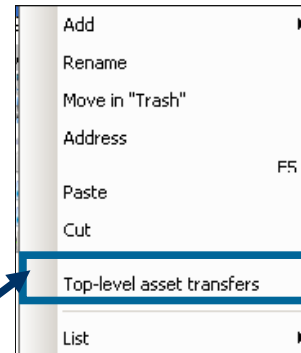 Add
Rename
Move in "Trash"
Address
F5
Paste
Cut
Top-level asset transfers
List